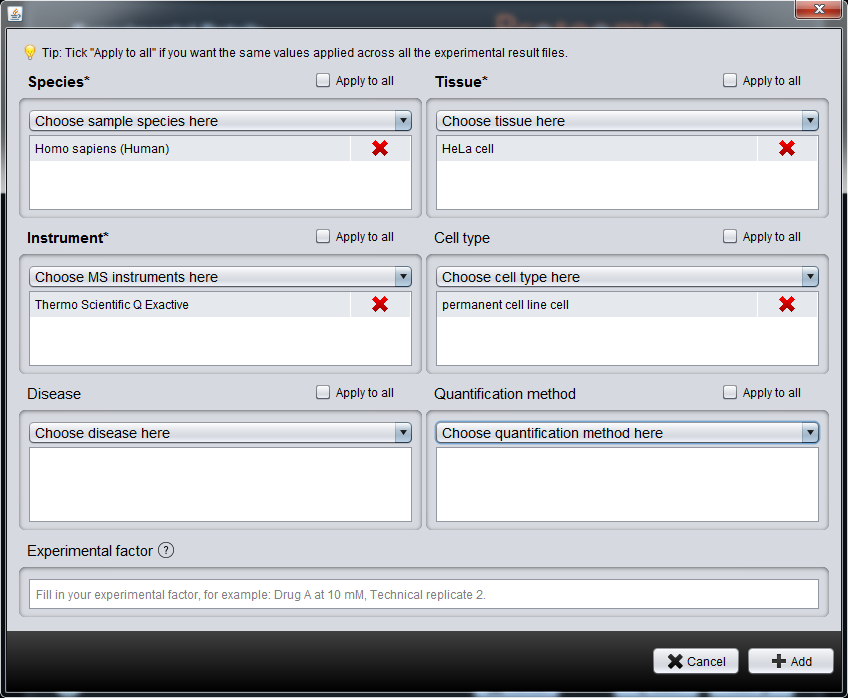 Tip: Tick "Apply to all" if you want the same values applied across all the experimental result files.
Species* Apply to all
Tissue* Apply to all
Choose sample species here
Choose tissue here
Homo sapiens (Human)
HeLa cell
Instrument* Apply to all
Cell type Apply to all
Choose MS instruments here
Choose cell type here
Thermo Scientific Q Exactive
permanent cell line cell
Disease Apply to all
Quantification method Apply to all
Choose disease here
Choose quantification method here
Experimental factor ?
Fill in your experimental factor, for example: Drug A at 10 mM, Technical replicate 2.
Cancel
Add